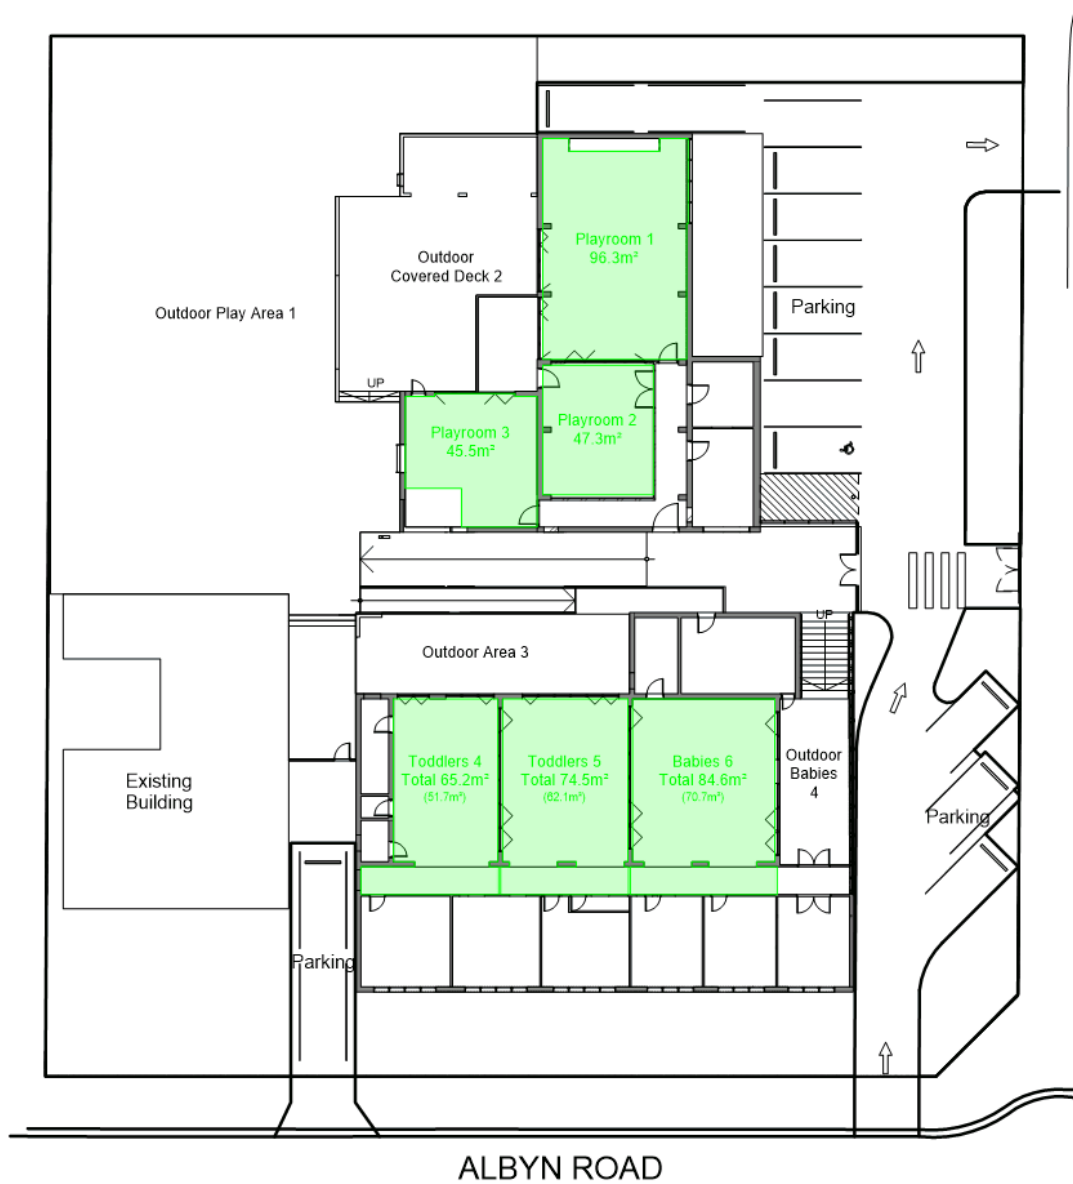 Playroom 1
96.3m²
Outdoor
Covered Deck 2
Outdoor Play Area 1
Parking
UP
Playroom 2
47.3m²
Playroom 3
45.5m²
UP
Outdoor Area 3
Toddlers 4
Total 65.2m²
(51.7m²)
Toddlers 5
Total 74.5m²
(62.1m²)
Babies 6
Total 84.6m²
(70.7m²)
Outdoor
Babies
4
Existing
Building
Parking
Parking
ALBYN ROAD